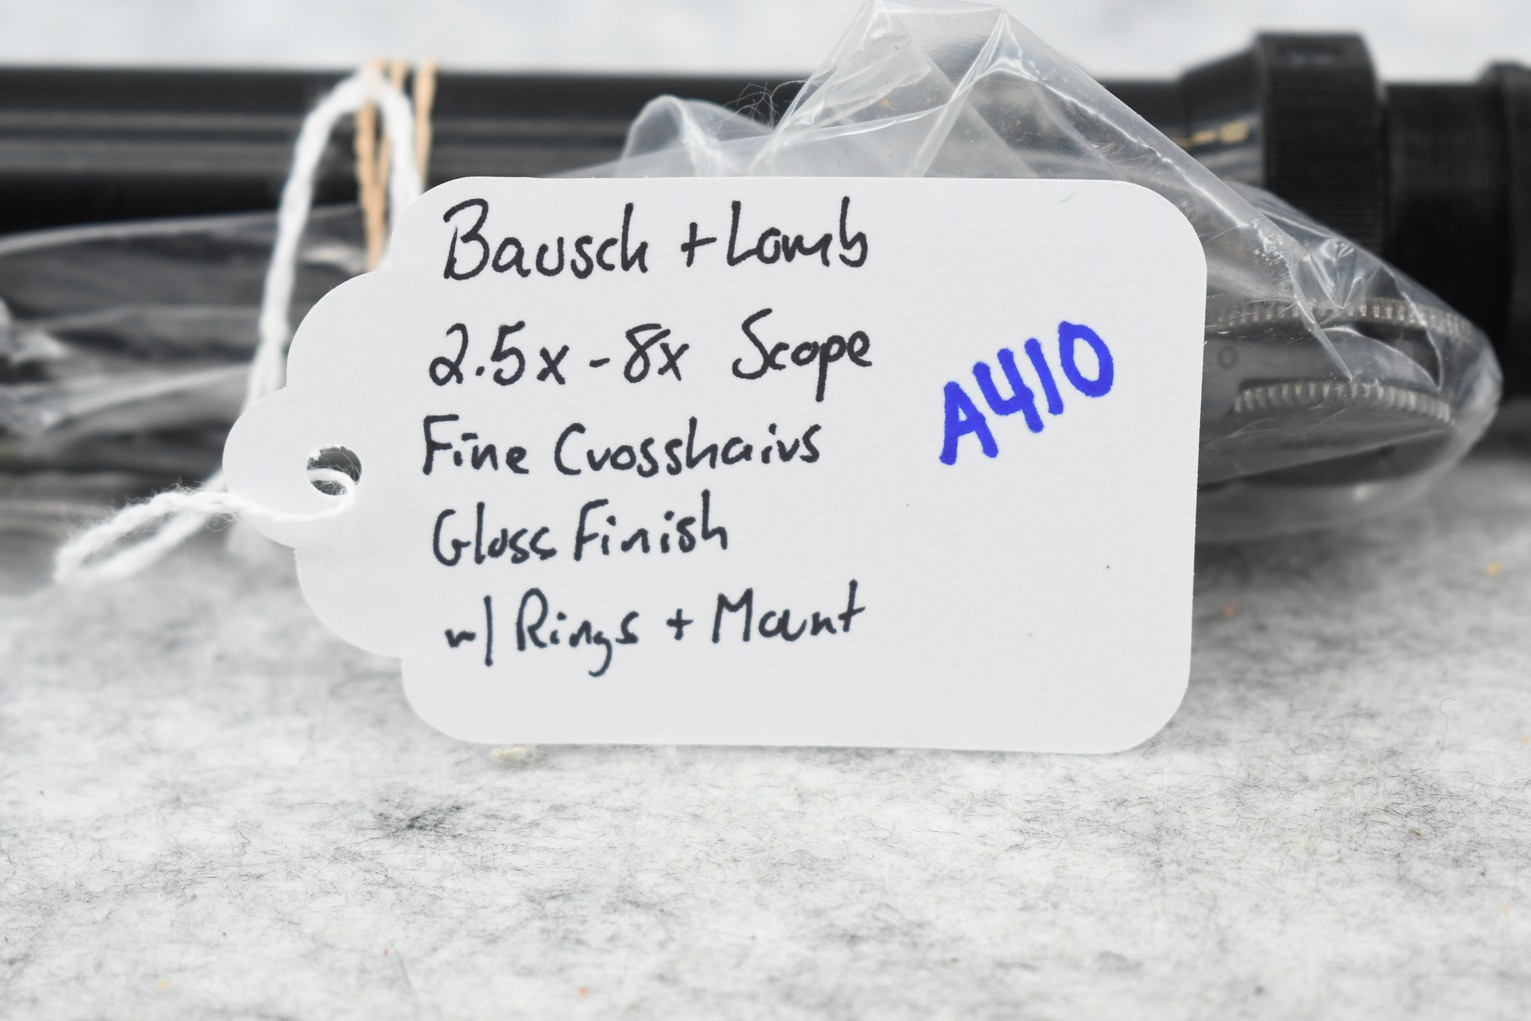 Bausch + Lomb
2.5x - 8x Scope
Fine Crosshairs
Gloss Finish
w/ Rings + Mount
A410